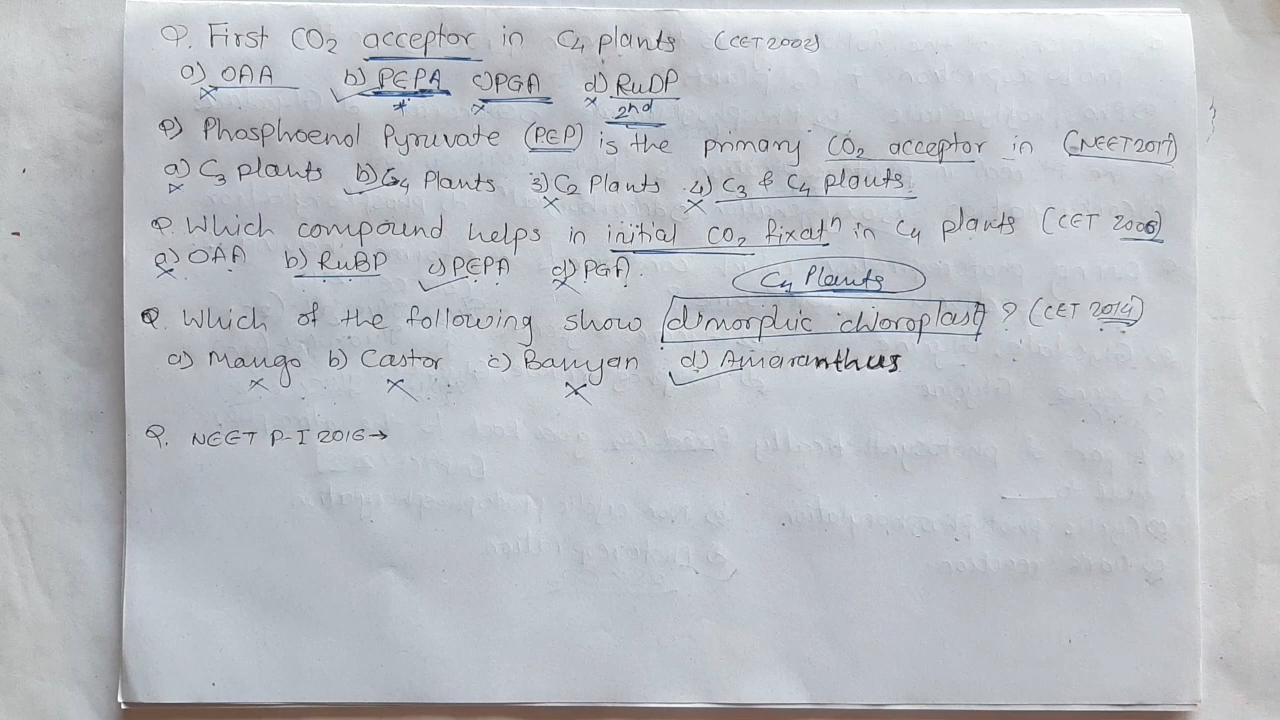 Q. First CO2 acceptor in C4 plants (CET 2002)
a) OAA b) PEPA c) PGA d) RuDP
2nd
Q) Phosphoenol Pyruvate (PEP) is the primary CO2 acceptor in (NEET 2017)
a) C3 plants b) C4 Plants 3) C2 Plants 4) C3 & C4 plants.
Q. Which compound helps in initial CO2 fixatn in C4 plants (CET 2006)
a) OAA b) RuBP c) PEPA d) PGA.
C4 Plants
Q. Which of the following show dimorphic chloroplast ? (CET 2014)
a) Mango b) Castor c) Banyan d) Amaranthus
Q. NEET P-I 2016→